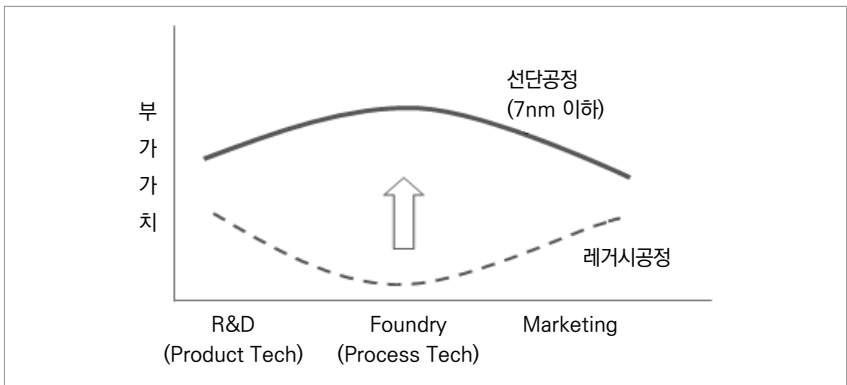 부
가
가
치
선단공정
(7nm 이하)
레거시공정
R&D
(Product Tech)
Foundry
(Process Tech)
Marketing